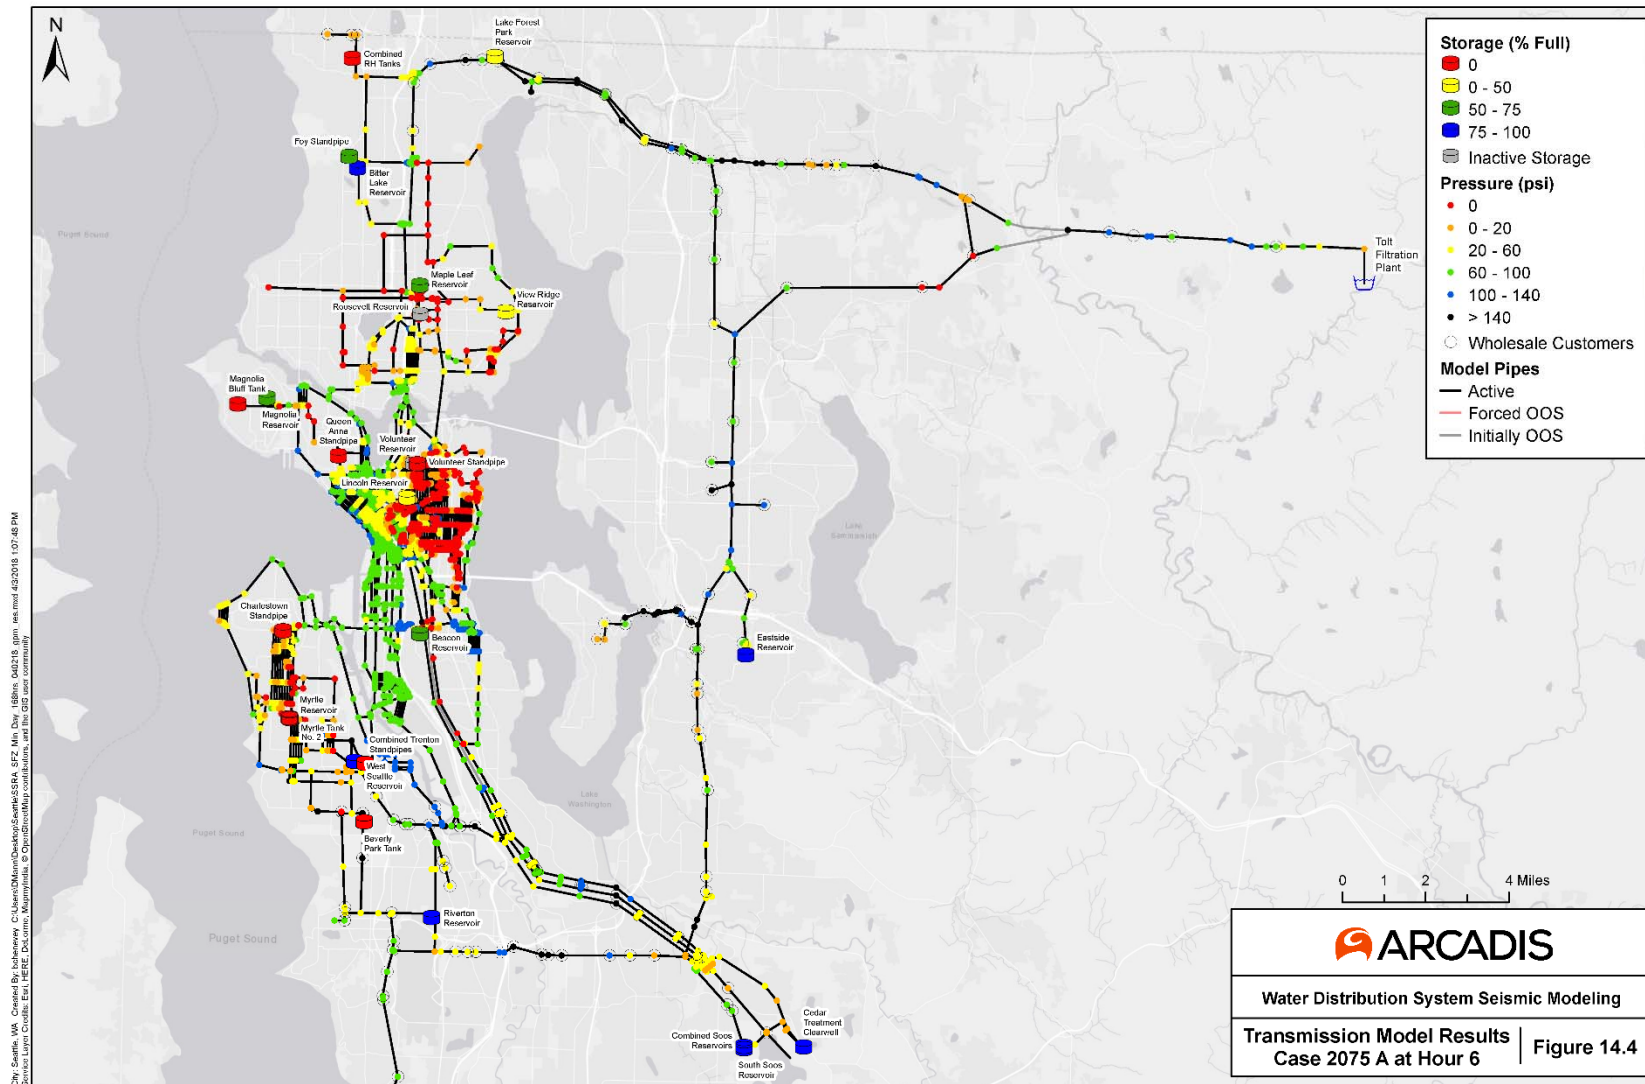 N
Lake Forest
Park
Reservoir
Combined
RH Tanks
Foy Standpipe
Bitter
Lake
Reservoir
Puget Sound
Maple Leaf
Reservoir
Roosevelt Reservoir
View Ridge
Reservoir
Magnolia
Bluff Tank
Magnolia
Reservoir
Queen
Anne
Standpipe
Volunteer
Reservoir
Volunteer Standpipe
Lincoln Reservoir
Lake
Sammamish
Tolt
Filtration
Plant
Charlestown
Standpipe
Beacon
Reservoir
Eastside
Reservoir
Myrtle
Reservoir
Myrtle Tank
No. 2
Combined Trenton
Standpipes
West
Seattle
Reservoir
Lake
Washington
Puget Sound
Beverly
Park Tank
Riverton
Reservoir
Puget Sound
Combined Soos
Reservoirs
South Soos
Reservoir
Cedar
Treatment
Clearwell
Storage (% Full)
0
0 - 50
50 - 75
75 - 100
Inactive Storage
Pressure (psi)
0
0 - 20
20 - 60
60 - 100
100 - 140
> 140
Wholesale Customers
Model Pipes
Active
Forced OOS
Initially OOS
0 1 2 4 Miles
ARCADIS
Water Distribution System Seismic Modeling
Transmission Model Results
Case 2075 A at Hour 6
Figure 14.4